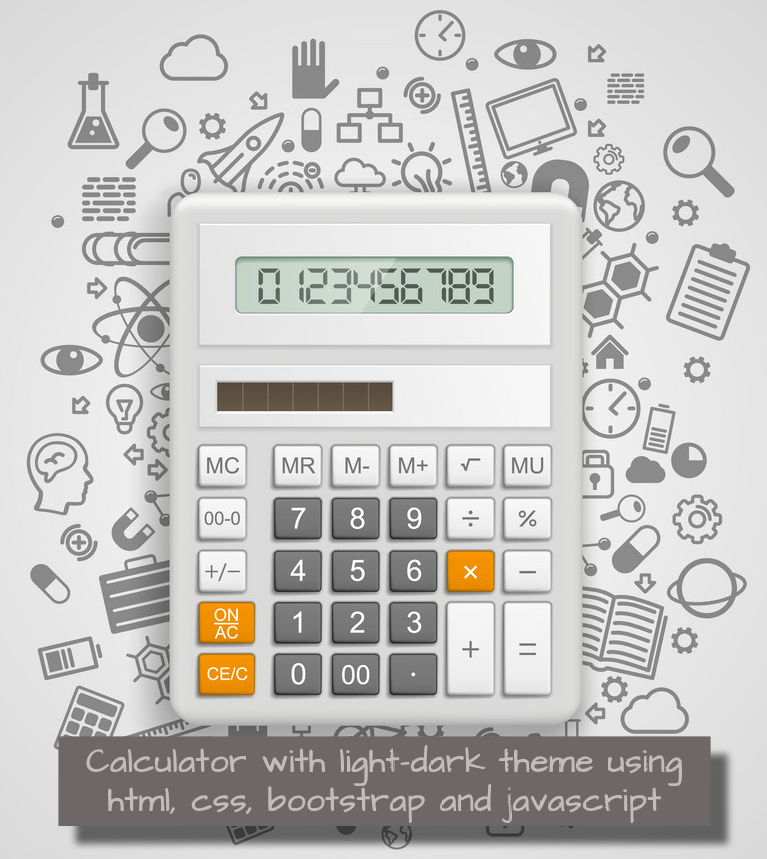 0 123456789
MC MR M- M+ √ MU
00-0 7 8 9 ÷ %
+/− 4 5 6 × −
ON
AC 1 2 3 + =
CE/C 0 00 ·
Calculator with light-dark theme using
html, css, bootstrap and javascript